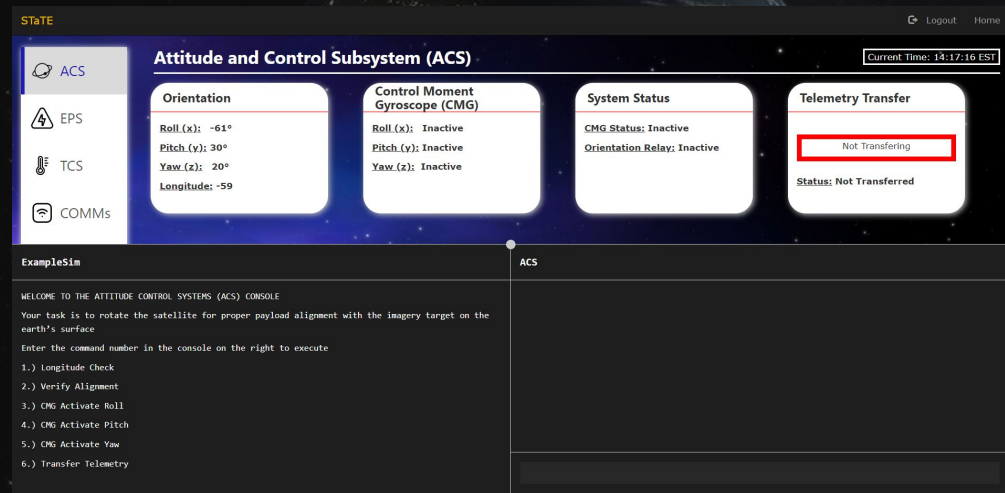 STaTE
Logout Home
ACS
EPS
TCS
COMMs
Attitude and Control Subsystem (ACS)
Current Time: 14:17:16 EST
Orientation
Roll (x): -61°
Pitch (y): 30°
Yaw (z): 20°
Longitude: -59
Control Moment
Gyroscope (CMG)
Roll (x): Inactive
Pitch (y): Inactive
Yaw (z): Inactive
System Status
CMG Status: Inactive
Orientation Relay: Inactive
Telemetry Transfer
Not Transfering
Status: Not Transferred
ExampleSim
WELCOME TO THE ATTITUDE CONTROL SYSTEMS (ACS) CONSOLE
Your task is to rotate the satellite for proper payload alignment with the imagery target on the
earth's surface
Enter the command number in the console on the right to execute
1.) Longitude Check
2.) Verify Alignment
3.) CMG Activate Roll
4.) CMG Activate Pitch
5.) CMG Activate Yaw
6.) Transfer Telemetry
ACS